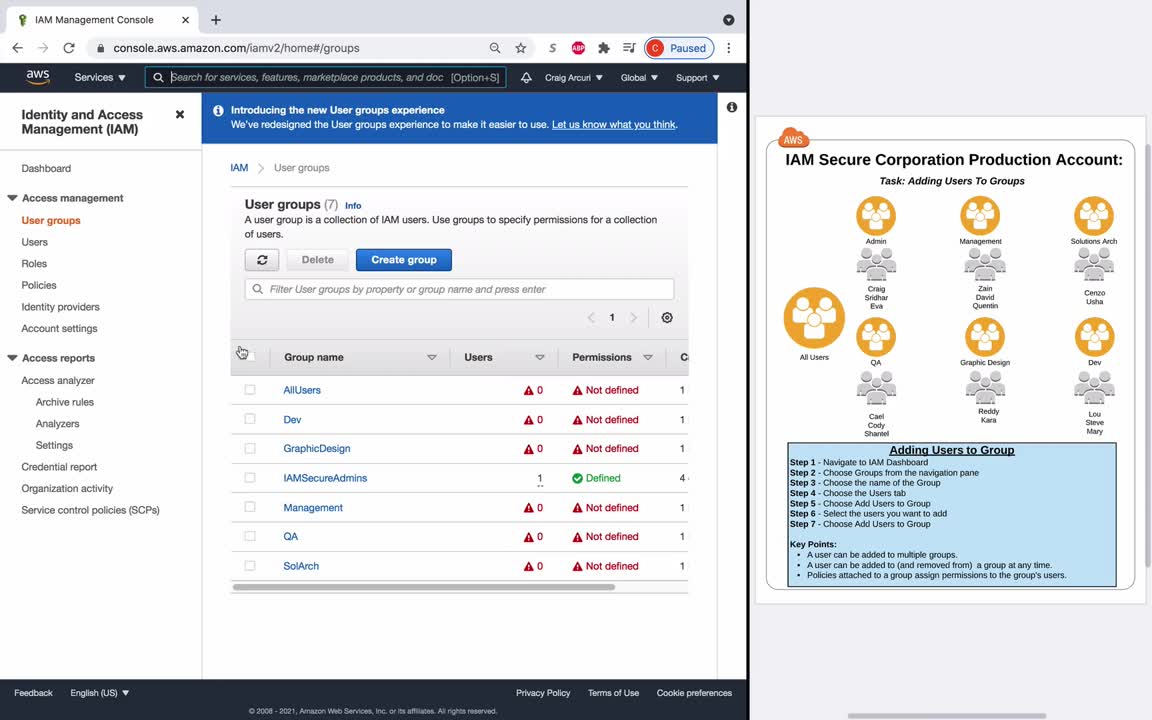 IAM Management Console
console.aws.amazon.com/iamv2/home#/groups
S
ABP
C Paused
aws
Services
Search for services, features, marketplace products, and doc [Option+S]
Craig Arcuri
Global
Support
Identity and Access
Management (IAM)
Dashboard
Access management
User groups
Users
Roles
Policies
Identity providers
Account settings
Access reports
Access analyzer
Archive rules
Analyzers
Settings
Credential report
Organization activity
Service control policies (SCPs)
Introducing the new User groups experience
We've redesigned the User groups experience to make it easier to use. Let us know what you think.
IAM > User groups
User groups (7) Info
A user group is a collection of IAM users. Use groups to specify permissions for a collection
of users.
Delete
Create group
Filter User groups by property or group name and press enter
1
Group name Users Permissions C
AllUsers 0 Not defined 1
Dev 0 Not defined 1
GraphicDesign 0 Not defined 1
IAMSecureAdmins 1 Defined 4
Management 0 Not defined 1
QA 0 Not defined 1
SolArch 0 Not defined 1
Feedback
English (US)
Privacy Policy
Terms of Use
Cookie preferences
© 2008 - 2021, Amazon Web Services, Inc. or its affiliates. All rights reserved.
AWS
IAM Secure Corporation Production Account:
Task: Adding Users To Groups
Admin
Craig
Sridhar
Eva
Management
Zain
David
Quentin
Solutions Arch
Cenzo
Usha
All Users
QA
Cael
Cody
Shantel
Graphic Design
Reddy
Kara
Dev
Lou
Steve
Mary
Adding Users to Group
Step 1 - Navigate to IAM Dashboard
Step 2 - Choose Groups from the navigation pane
Step 3 - Choose the name of the Group
Step 4 - Choose the Users tab
Step 5 - Choose Add Users to Group
Step 6 - Select the users you want to add
Step 7 - Choose Add Users to Group
Key Points:
• A user can be added to multiple groups.
• A user can be added to (and removed from) a group at any time.
• Policies attached to a group assign permissions to the group's users.